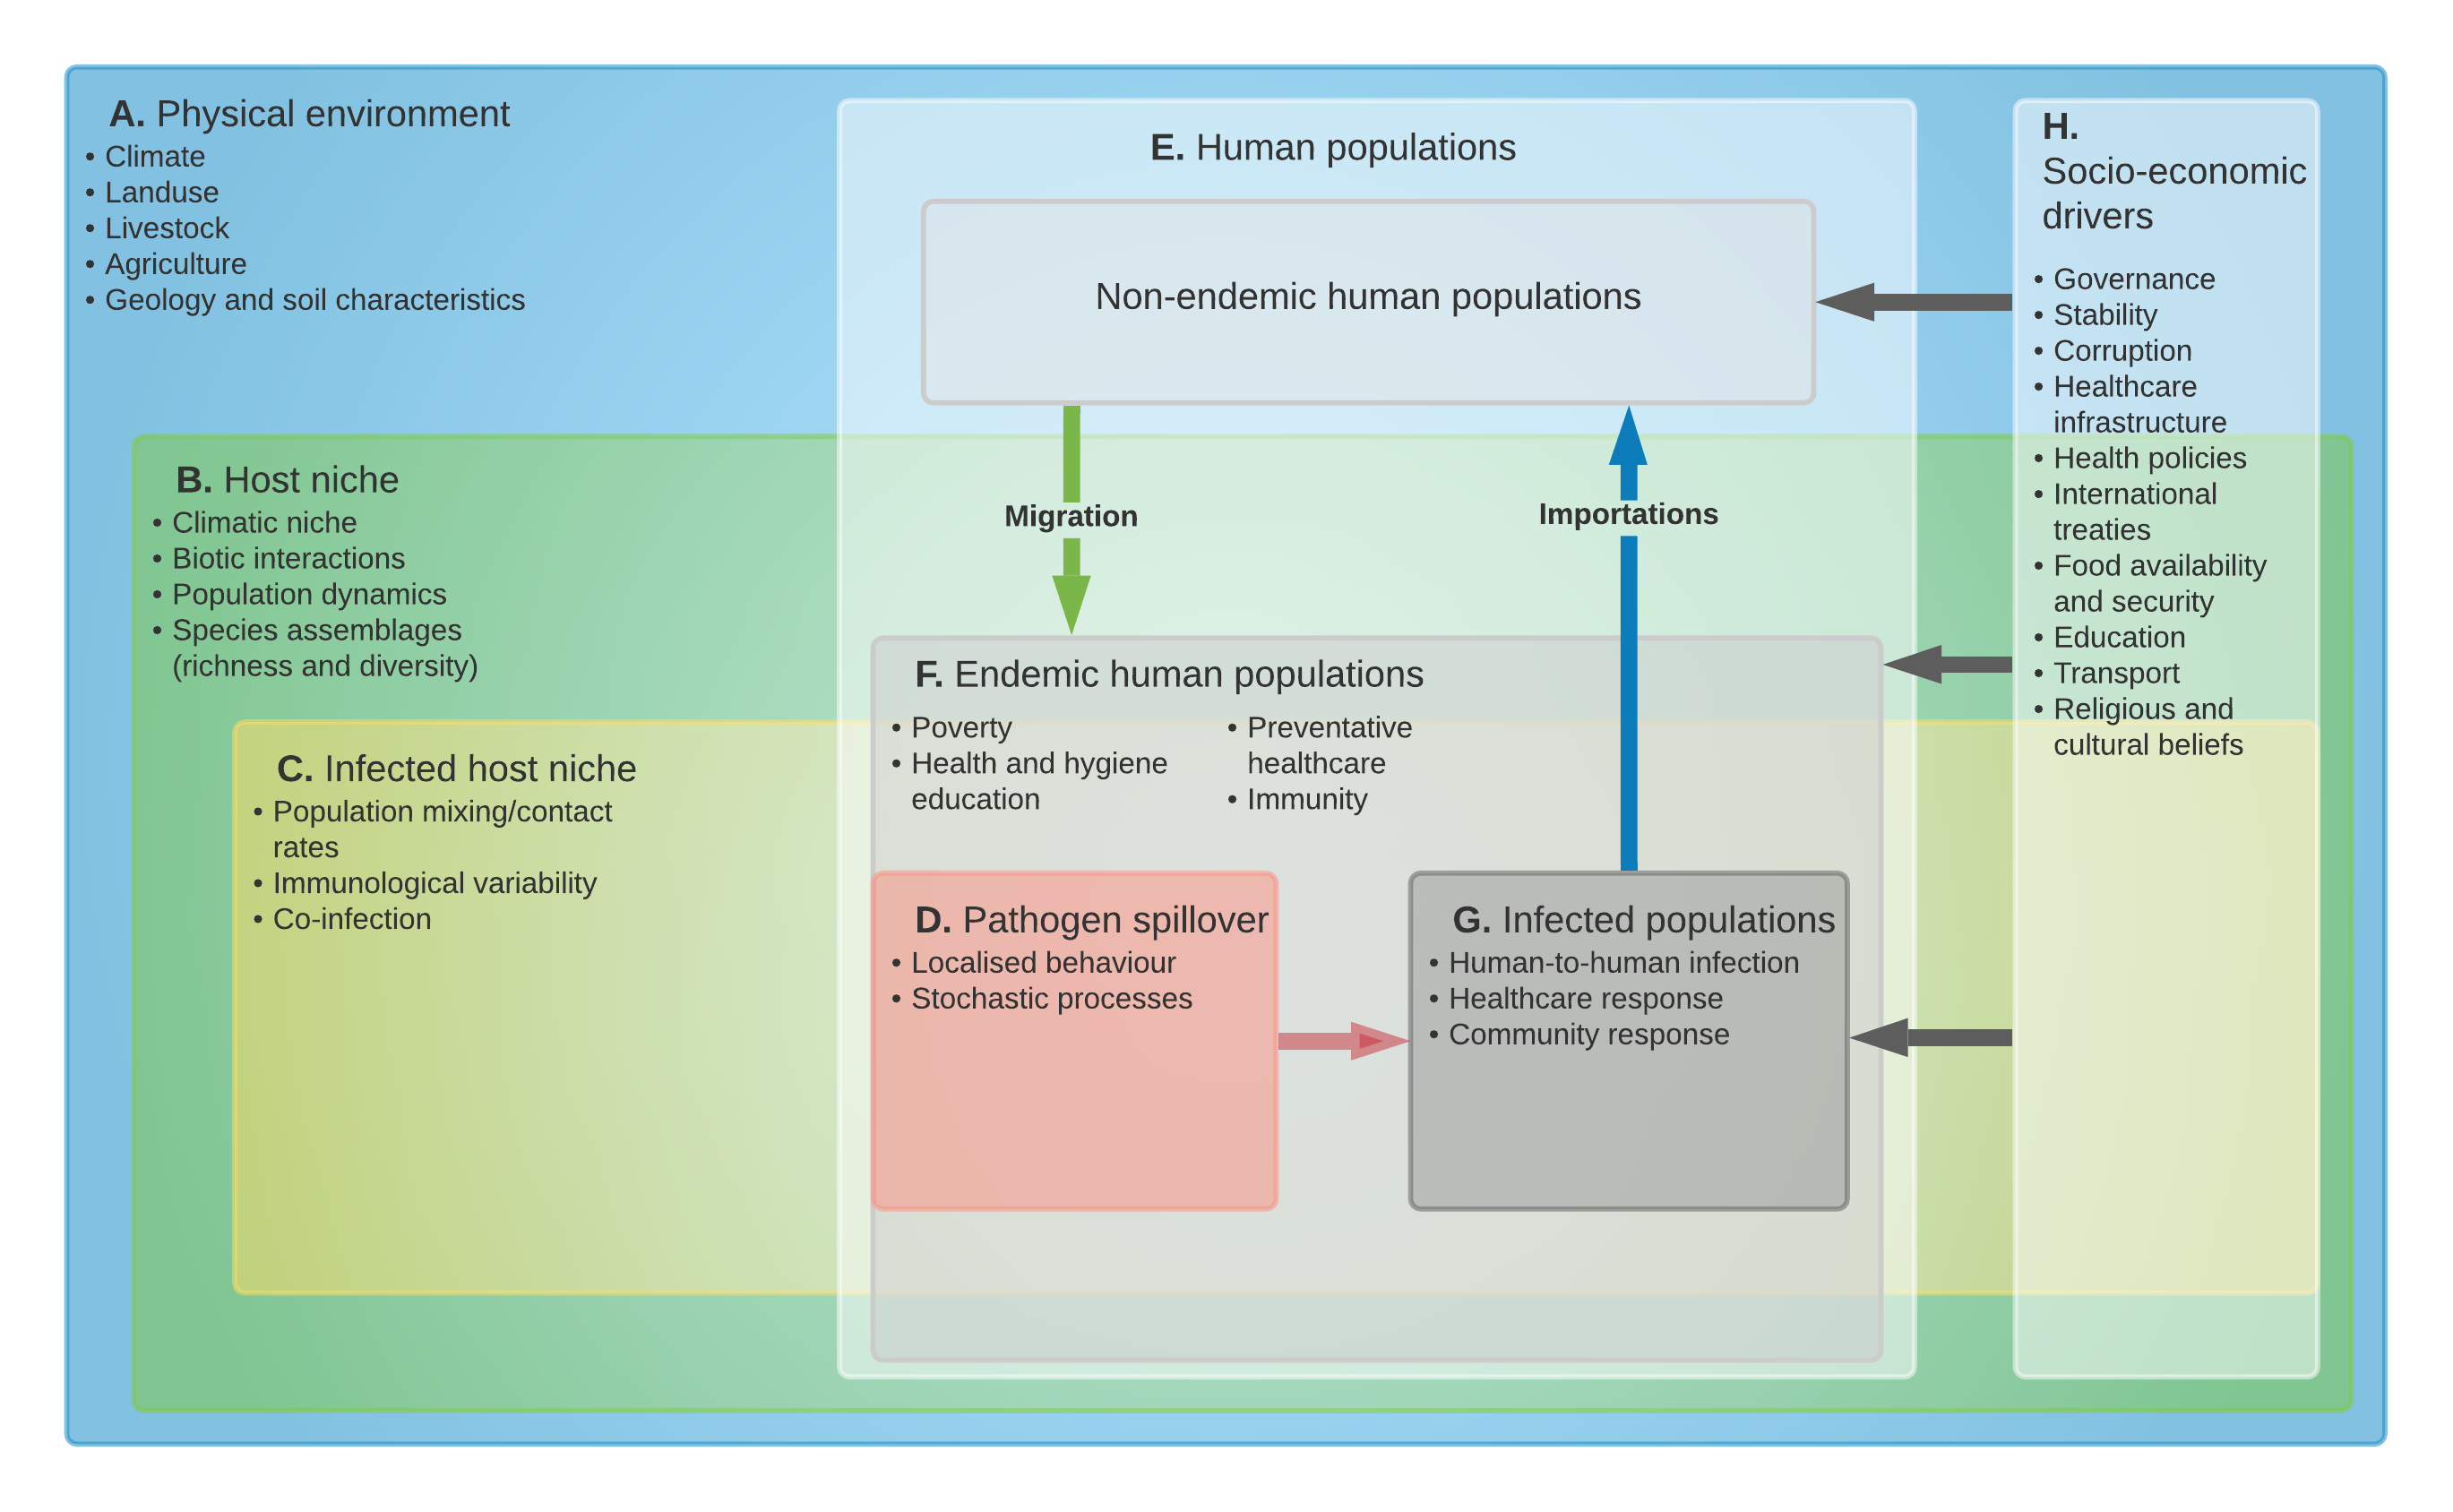 A. Physical environment
• Climate
• Landuse
• Livestock
• Agriculture
• Geology and soil characteristics
B. Host niche
• Climatic niche
• Biotic interactions
• Population dynamics
• Species assemblages
(richness and diversity)
C. Infected host niche
• Population mixing/contact
rates
• Immunological variability
• Co-infection
E. Human populations
Non-endemic human populations
Migration
Importations
F. Endemic human populations
• Poverty
• Health and hygiene
education
• Preventative
healthcare
• Immunity
D. Pathogen spillover
• Localised behaviour
• Stochastic processes
G. Infected populations
• Human-to-human infection
• Healthcare response
• Community response
H.
Socio-economic
drivers
• Governance
• Stability
• Corruption
• Healthcare
infrastructure
• Health policies
• International
treaties
• Food availability
and security
• Education
• Transport
• Religious and
cultural beliefs